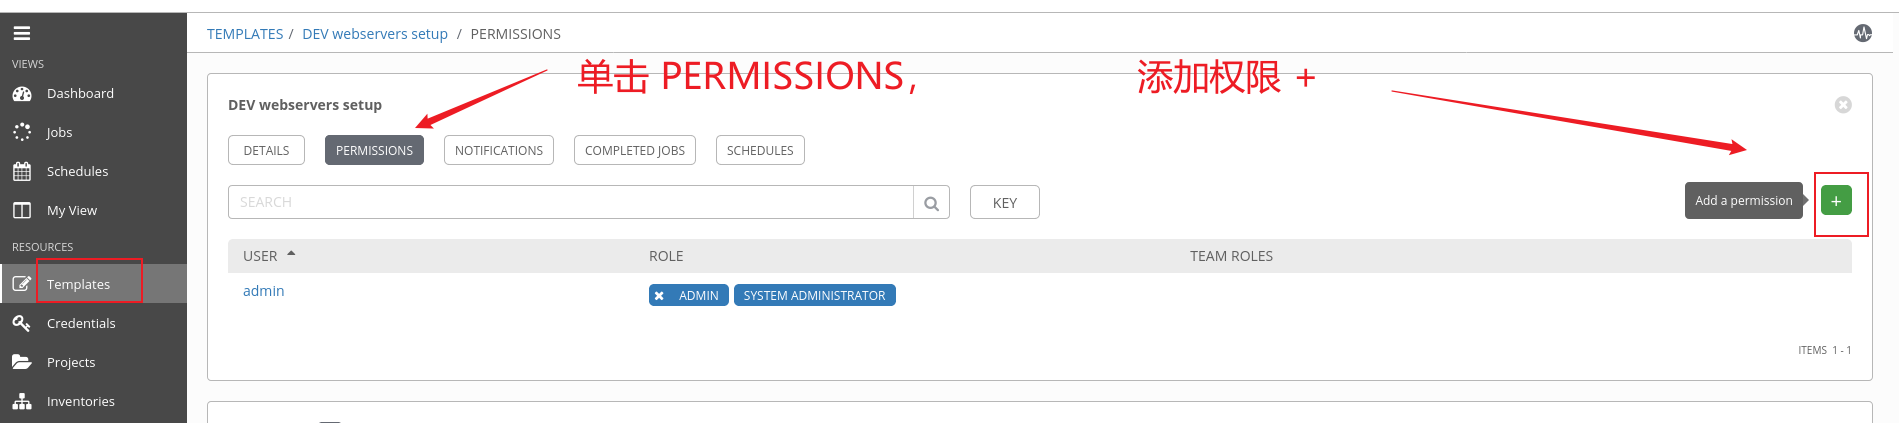 TEMPLATES / DEV webservers setup / PERMISSIONS
VIEWS
Dashboard
Jobs
Schedules
My View
RESOURCES
Templates
Credentials
Projects
Inventories
单击 PERMISSIONS，
添加权限 +
DEV webservers setup
DETAILS PERMISSIONS NOTIFICATIONS COMPLETED JOBS SCHEDULES
SEARCH KEY Add a permission +
USER ROLE TEAM ROLES
admin ADMIN SYSTEM ADMINISTRATOR
ITEMS 1 - 1